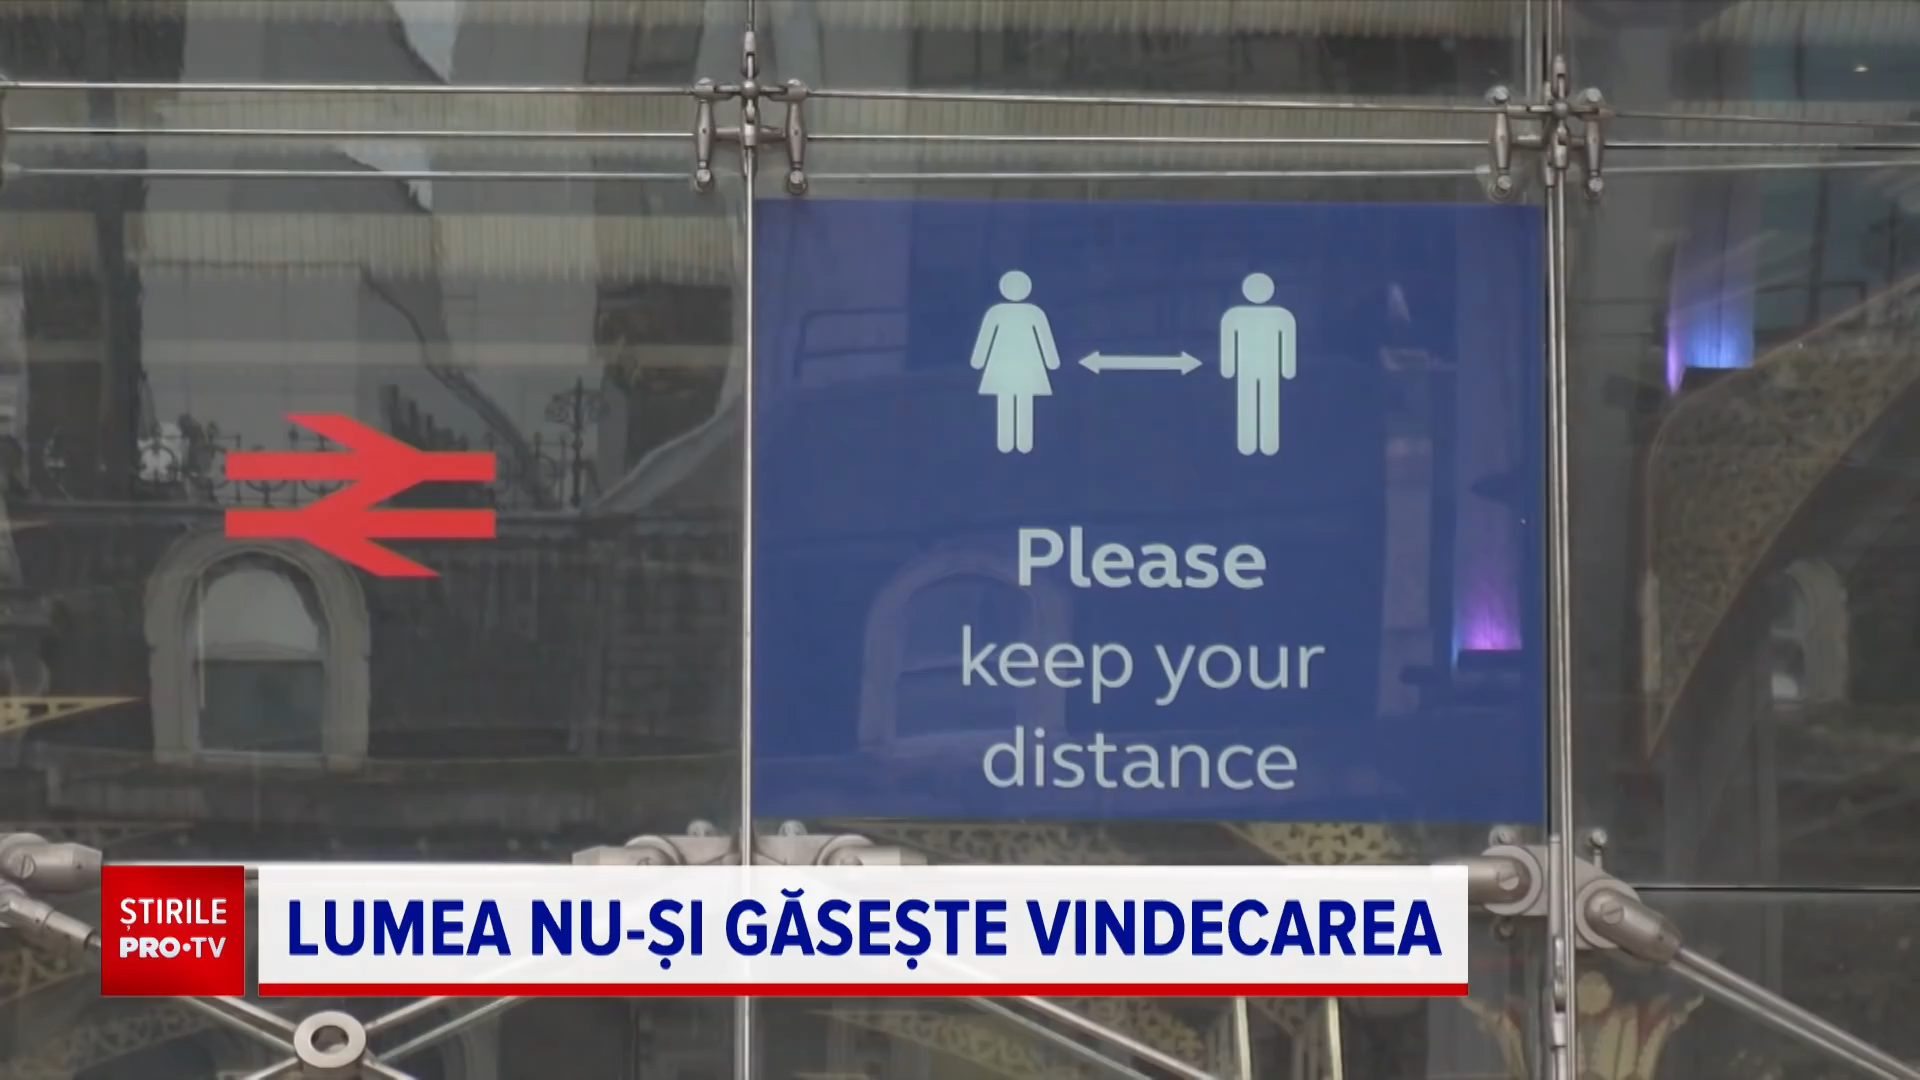 Please
keep your
distance
ȘTIRILE
PRO•TV
LUMEA NU-ȘI GĂSEȘTE VINDECAREA